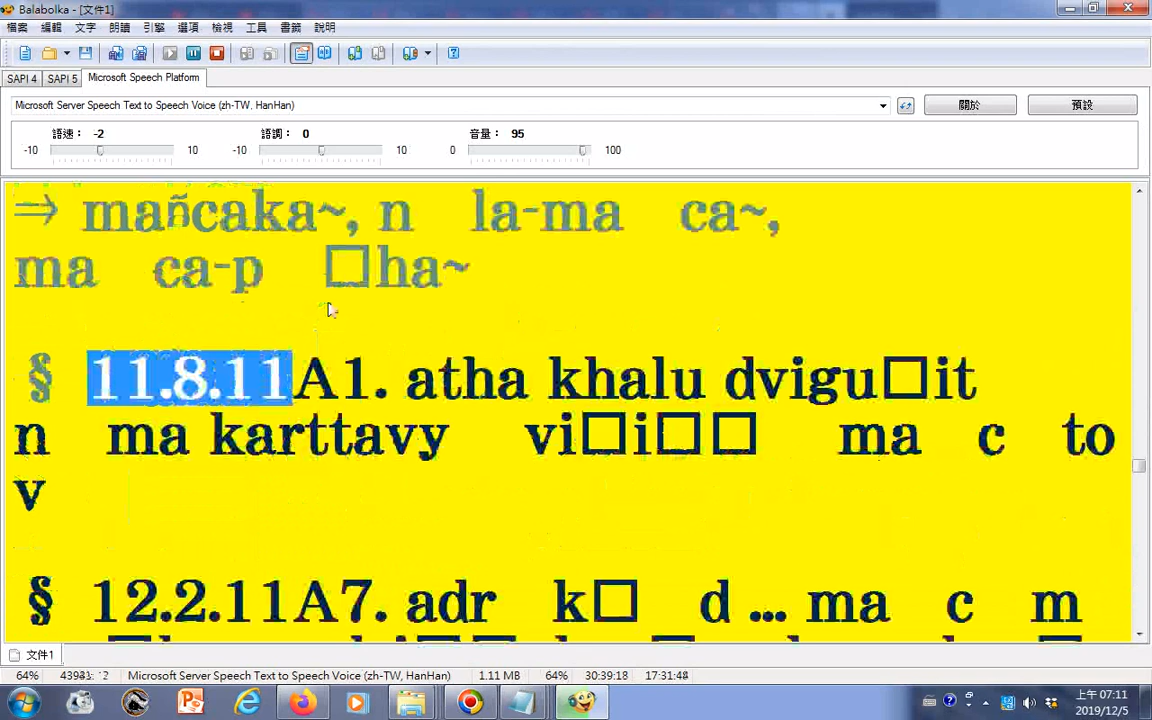 Balabolka - [文件1]
檔案 編輯 文字 朗讀 引擎 選項 檢視 工具 書籤 說明
SAPI 4 SAPI 5 Microsoft Speech Platform
Microsoft Server Speech Text to Speech Voice (zh-TW, HanHan) 關於 預設
語速： -2 語調： 0 音量： 95
-10 10 -10 10 0 100
⇒ mañcaka~, n la-ma ca~,
ma ca-p □ha~
§ 11.8.11A1. atha khalu dvigu□it
n ma karttavy vi□i□□ ma c to
v
§ 12.2.11A7. adr k□ d ... ma c m
文件1
64% Microsoft Server Speech Text to Speech Voice (zh-TW, HanHan) 1.11 MB 64% 30:39:18 17:31:48
上午 07:11
2019/12/5